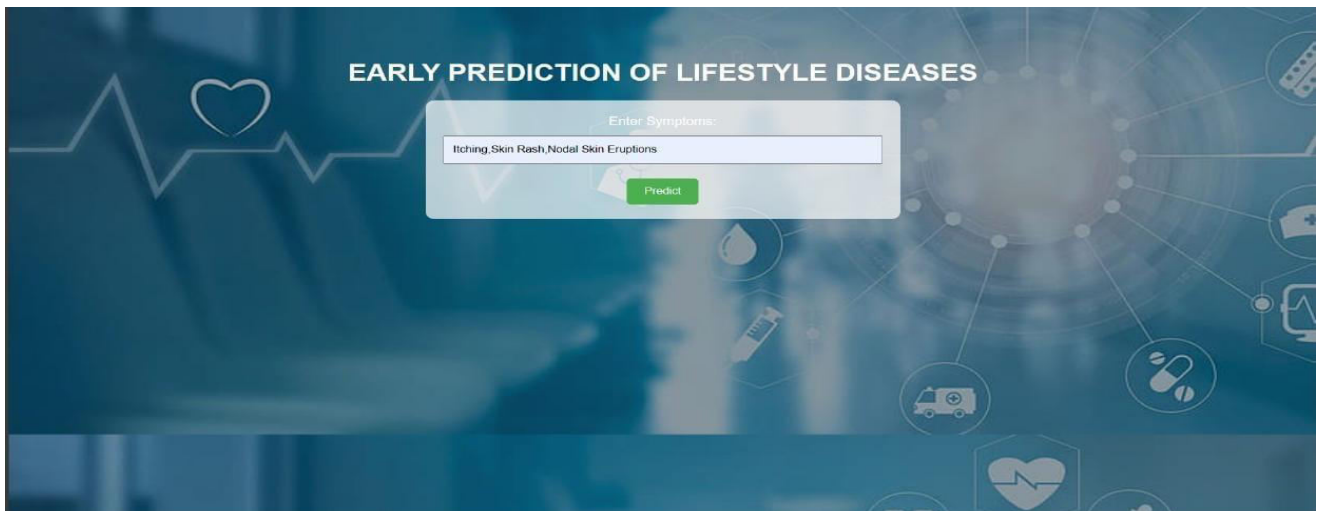 EARLY PREDICTION OF LIFESTYLE DISEASES
Enter Symptoms:
Itching,Skin Rash,Nodal Skin Eruptions
Predict